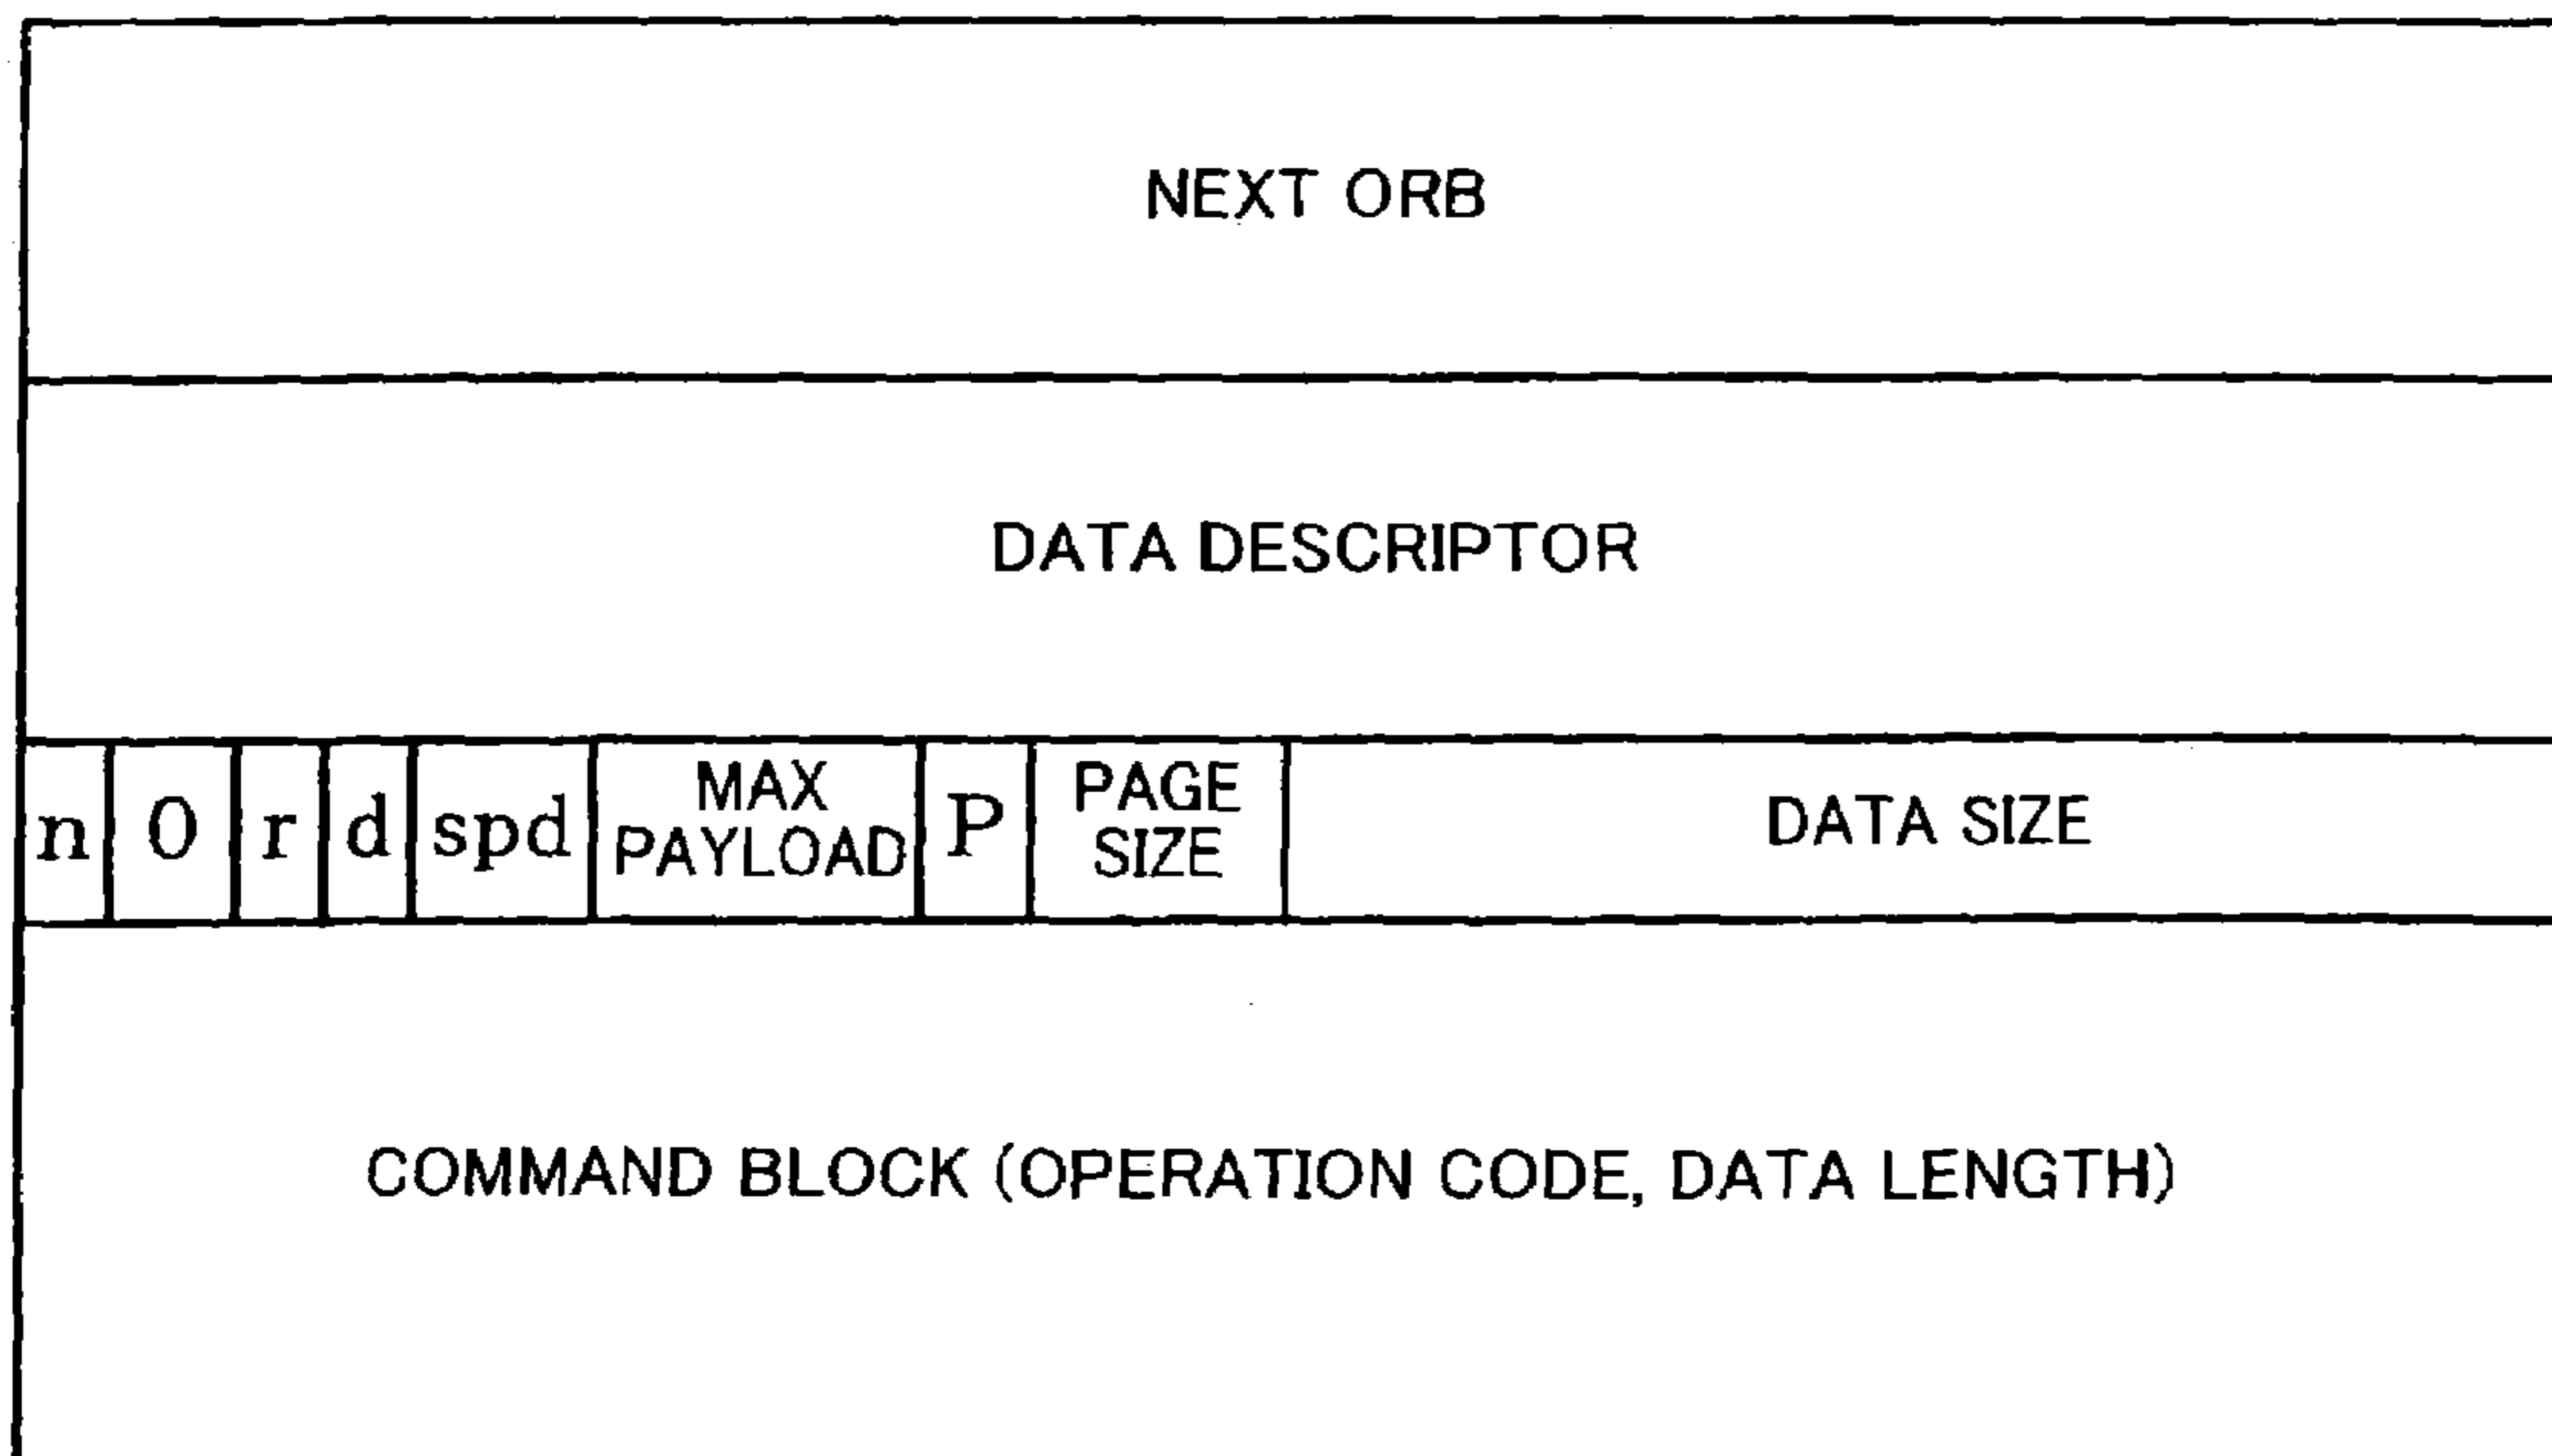 NEXT ORB
DATA DESCRIPTOR
n 0 r d spd MAX PAYLOAD P PAGE SIZE DATA SIZE
COMMAND BLOCK (OPERATION CODE, DATA LENGTH)